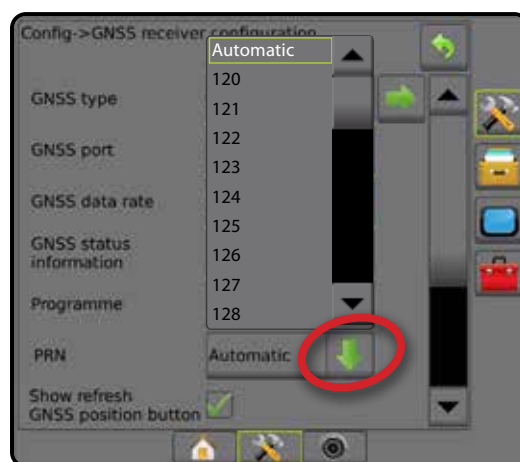 Config->GNSS receiver configuration
Automatic
120
121
122
123
124
125
126
127
128
GNSS type
GNSS port
GNSS data rate
GNSS status
information
Programme
PRN
Automatic
Show refresh
GNSS position button